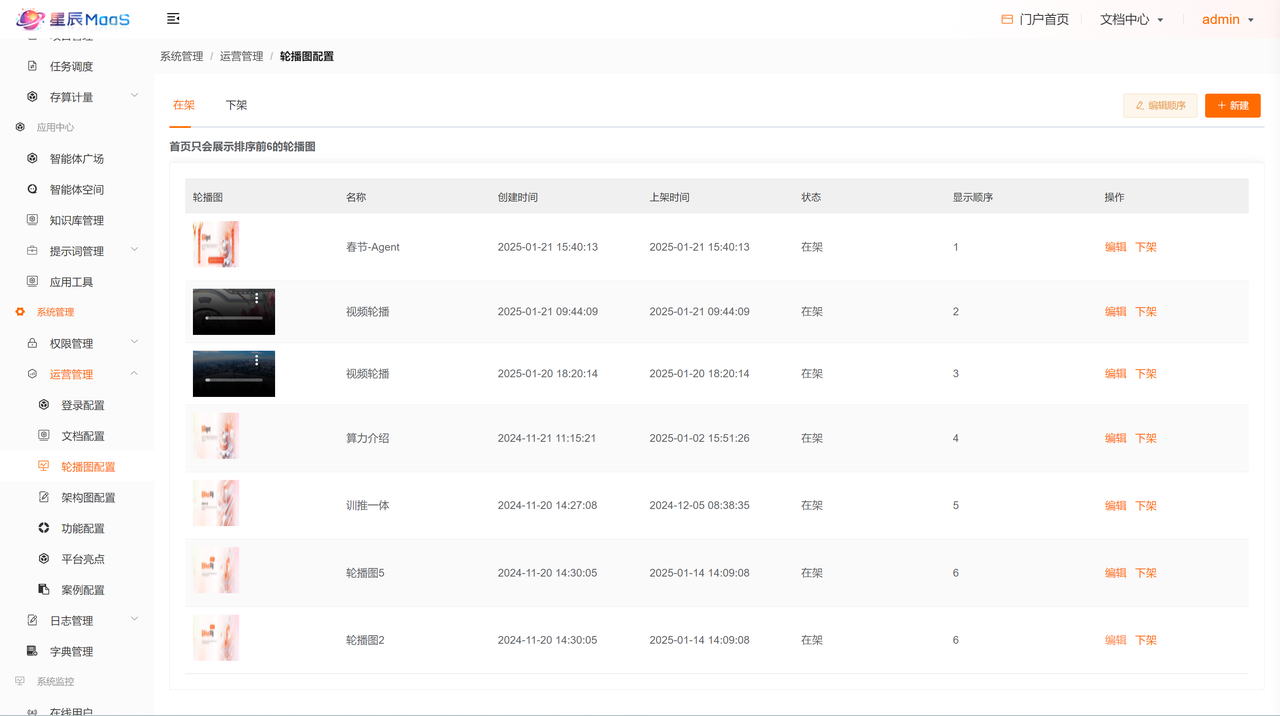 星辰MaaS
门户首页
文档中心
admin
项目管理
任务调度
存算计量
应用中心
智能体广场
智能体空间
知识库管理
提示词管理
应用工具
系统管理
权限管理
运营管理
登录配置
文档配置
轮播图配置
架构图配置
功能配置
平台亮点
案例配置
日志管理
字典管理
系统监控
在线用户
系统管理 / 运营管理 / 轮播图配置
在架 下架
编辑顺序 + 新建
首页只会展示排序前6的轮播图
轮播图 名称 创建时间 上架时间 状态 显示顺序 操作
春节-Agent 2025-01-21 15:40:13 2025-01-21 15:40:13 在架 1 编辑 下架
视频轮播 2025-01-21 09:44:09 2025-01-21 09:44:09 在架 2 编辑 下架
视频轮播 2025-01-20 18:20:14 2025-01-20 18:20:14 在架 3 编辑 下架
算力介绍 2024-11-21 11:15:21 2025-01-02 15:51:26 在架 4 编辑 下架
训推一体 2024-11-20 14:27:08 2024-12-05 08:38:35 在架 5 编辑 下架
轮播图5 2024-11-20 14:30:05 2025-01-14 14:09:08 在架 6 编辑 下架
轮播图2 2024-11-20 14:30:05 2025-01-14 14:09:08 在架 6 编辑 下架